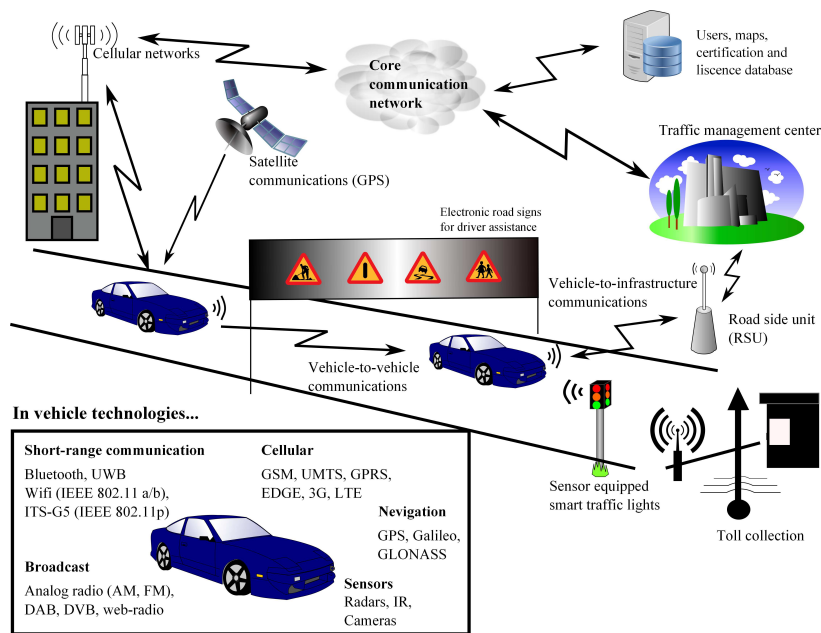 Cellular networks
Core
communication
network
Users, maps,
certification and
liscence database
Satellite
communications (GPS)
Traffic management center
Electronic road signs
for driver assistance
Vehicle-to-infrastructure
communications
Road side unit
(RSU)
Vehicle-to-vehicle
communications
Sensor equipped
smart traffic lights
Toll collection
In vehicle technologies...
Short-range communication
Bluetooth, UWB
Wifi (IEEE 802.11 a/b),
ITS-G5 (IEEE 802.11p)
Cellular
GSM, UMTS, GPRS,
EDGE, 3G, LTE
Nevigation
GPS, Galileo,
GLONASS
Broadcast
Analog radio (AM, FM),
DAB, DVB, web-radio
Sensors
Radars, IR,
Cameras